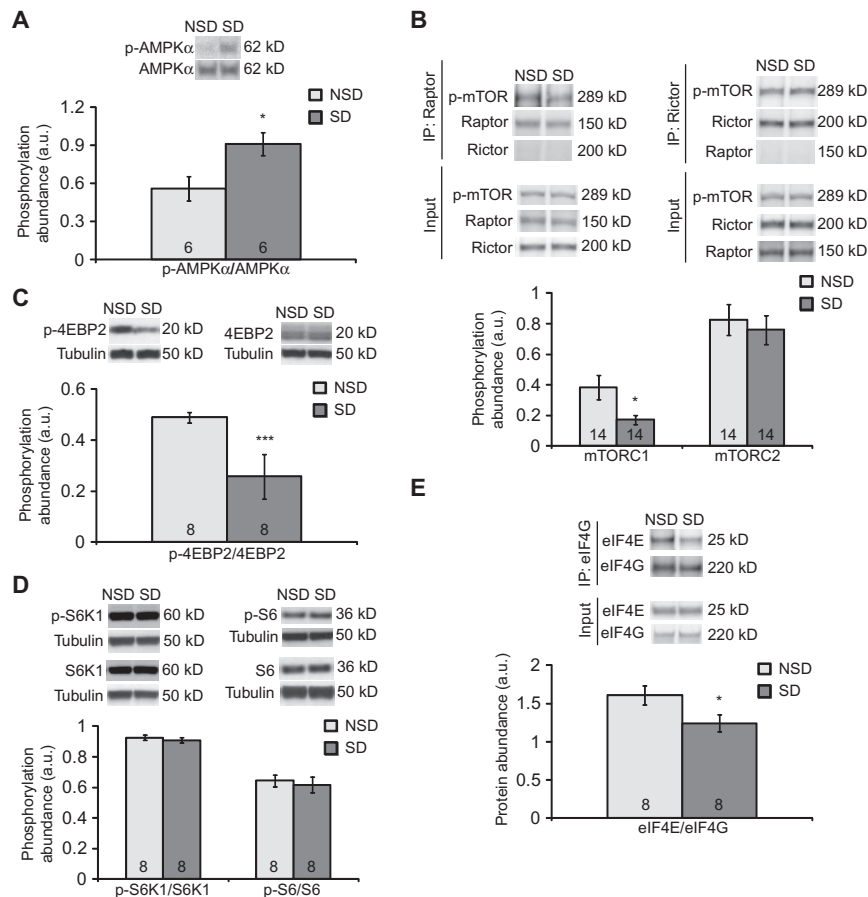 A
NSD SD
p-AMPKα 62 kD
AMPKα 62 kD
NSD
SD
Phosphorylation
abundance (a.u.)
1.2
0.9
0.6
0.3
0
*
6 6
p-AMPKα/AMPKα
B
NSD SD
IP: Raptor
p-mTOR 289 kD
Raptor 150 kD
Rictor 200 kD
Input
p-mTOR 289 kD
Raptor 150 kD
Rictor 200 kD
NSD SD
IP: Rictor
p-mTOR 289 kD
Rictor 200 kD
Raptor 150 kD
Input
p-mTOR 289 kD
Rictor 200 kD
Raptor 150 kD
NSD
SD
Phosphorylation
abundance (a.u.)
1
0.8
0.6
0.4
0.2
0
*
14 14 14 14
mTORC1 mTORC2
C
NSD SD
p-4EBP2 20 kD
Tubulin 50 kD
NSD SD
4EBP2 20 kD
Tubulin 50 kD
NSD
SD
Phosphorylation
abundance (a.u.)
0.6
0.4
0.2
0
***
8 8
p-4EBP2/4EBP2
D
NSD SD
p-S6K1 60 kD
Tubulin 50 kD
S6K1 60 kD
Tubulin 50 kD
NSD SD
p-S6 36 kD
Tubulin 50 kD
S6 36 kD
Tubulin 50 kD
NSD
SD
Phosphorylation
abundance (a.u.)
1
0.8
0.6
0.4
0.2
0
8 8 8 8
p-S6K1/S6K1 p-S6/S6
E
NSD SD
IP: eIF4G
eIF4E 25 kD
eIF4G 220 kD
Input
eIF4E 25 kD
eIF4G 220 kD
NSD
SD
Protein abundance (a.u.)
2
1.5
1
0.5
0
*
8 8
eIF4E/eIF4G